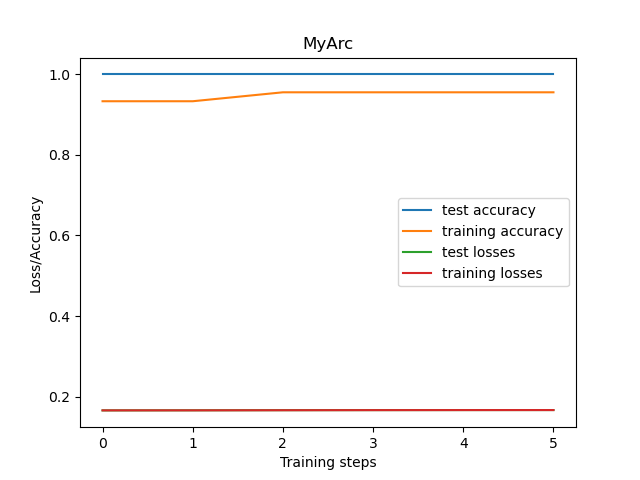 MyArc
Loss/Accuracy
1.0
0.8
0.6
0.4
0.2
test accuracy
training accuracy
test losses
training losses
0 1 2 3 4 5
Training steps